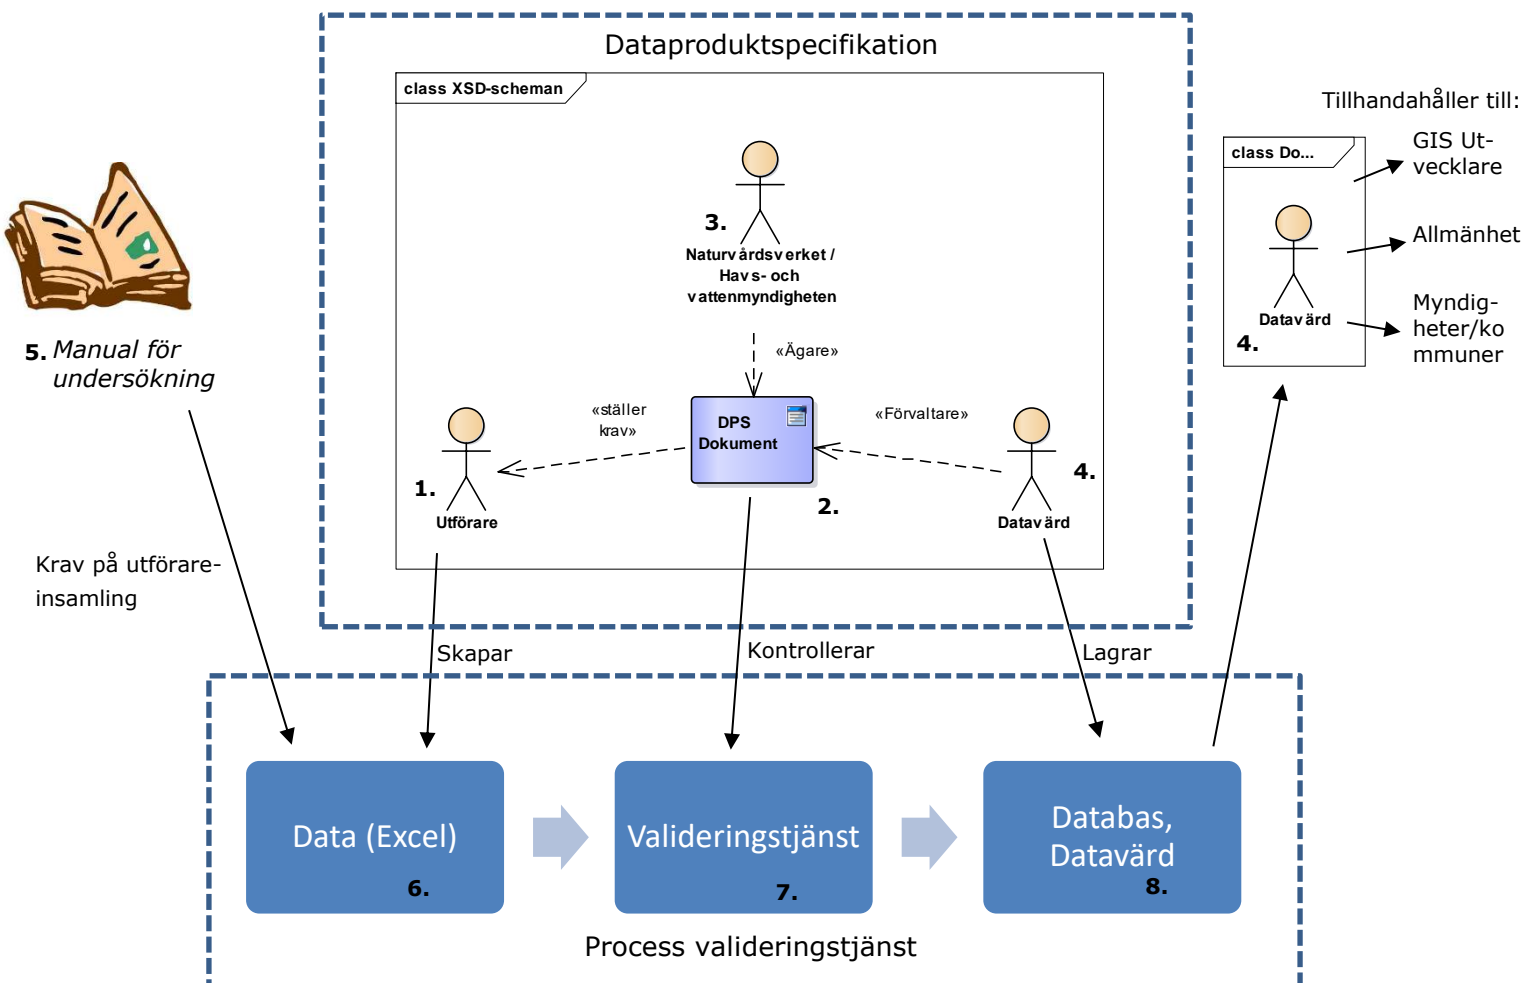 Dataproduktspecifikation
class XSD-scheman
3.
Naturvårdsverket /
Havs- och
vattenmyndigheten
«Ägare»
«ställer
krav»
DPS
Dokument
«Förvaltare»
1.
Utförare
2.
4.
Datavärd
Tillhandahåller till:
class Do...
GIS Ut-
vecklare
Allmänhet
Datavärd
4.
Myndig-
heter/ko
mmuner
5. Manual för
undersökning
Krav på utförare-
insamling
Skapar
Kontrollerar
Lagrar
Data (Excel)
6.
Valideringstjänst
7.
Databas,
Datavärd
8.
Process valideringstjänst